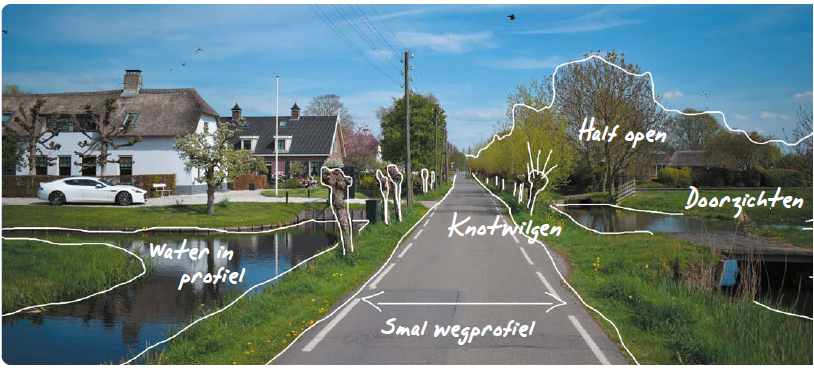 Half open
Doorzichten
Knotwilgen
Water in
profiel
Smal wegprofiel